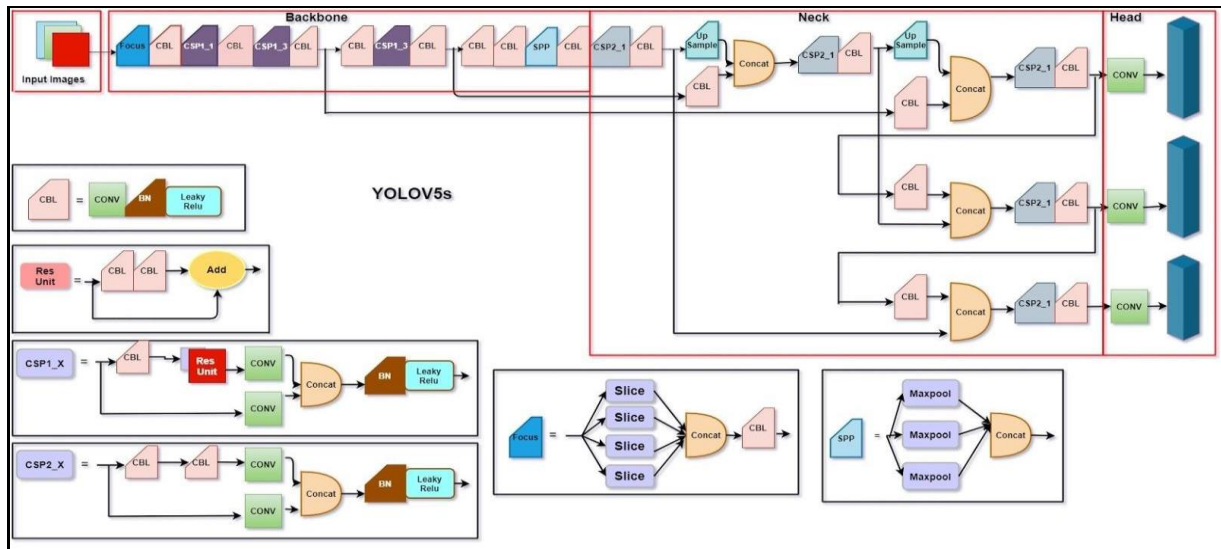 Backbone
Neck
Head
Input Images
Focus CBL CSP1_1 CBL CSP1_3 CBL CBL CSP1_3 CBL CBL CBL SPP CBL CSP2_1 CBL
Up Sample
CBL
Concat
CSP2_1 CBL
Up Sample
CBL
Concat
CSP2_1 CBL
CONV
CBL
Concat
CSP2_1 CBL
CONV
CBL
Concat
CSP2_1 CBL
CONV
YOLOV5s
CBL = CONV BN Leaky Relu
Res Unit = CBL CBL Add
CSP1_X = CBL Res Unit CONV
CONV
Concat
BN Leaky Relu
CSP2_X = CBL CBL CONV
CONV
Concat
BN Leaky Relu
Focus =
Slice
Slice
Slice
Slice
Concat
CBL
SPP =
Maxpool
Maxpool
Maxpool
Concat